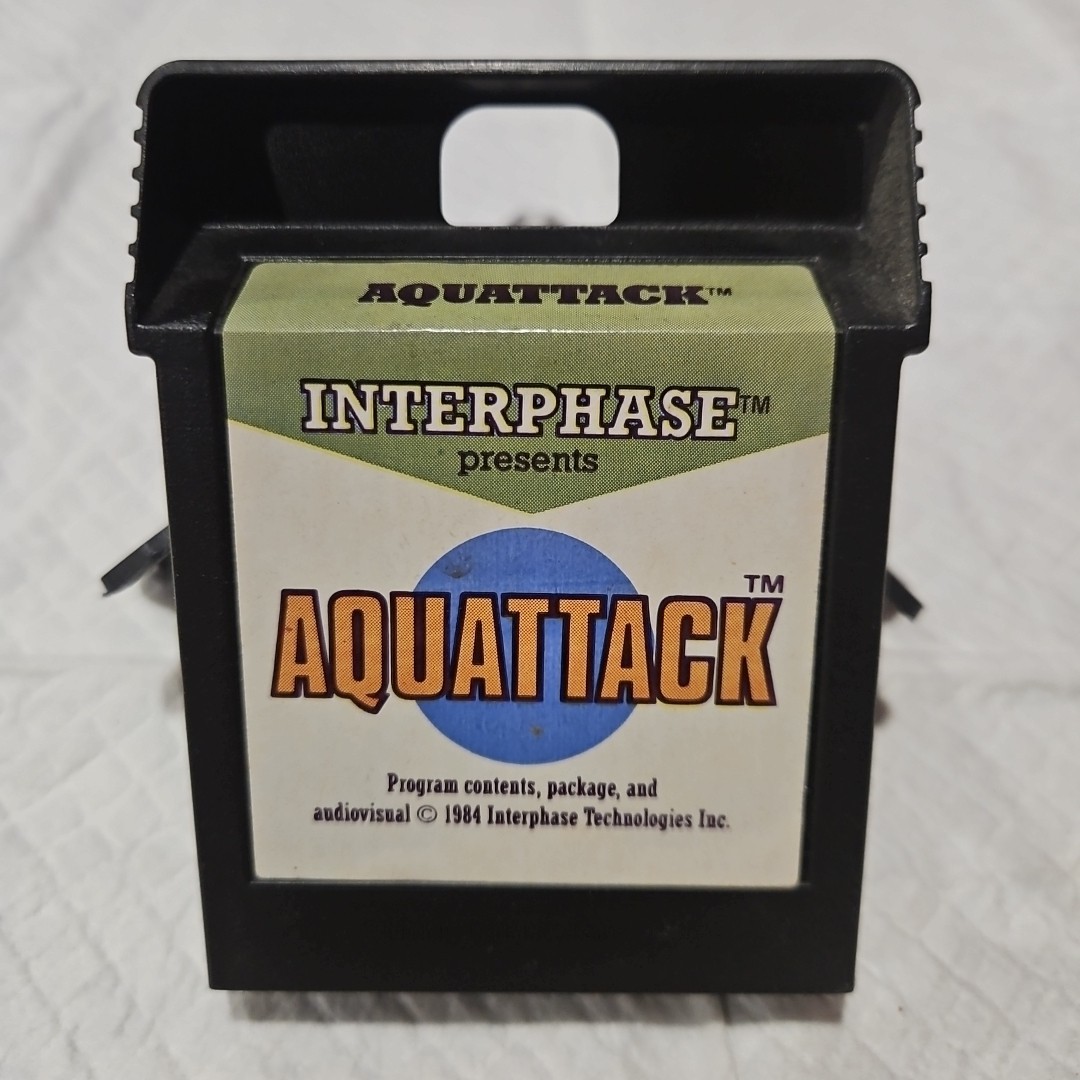 AQUATTACK™
INTERPHASE™
presents
AQUATTACK™
Program contents, package, and
audiovisual © 1984 Interphase Technologies Inc.